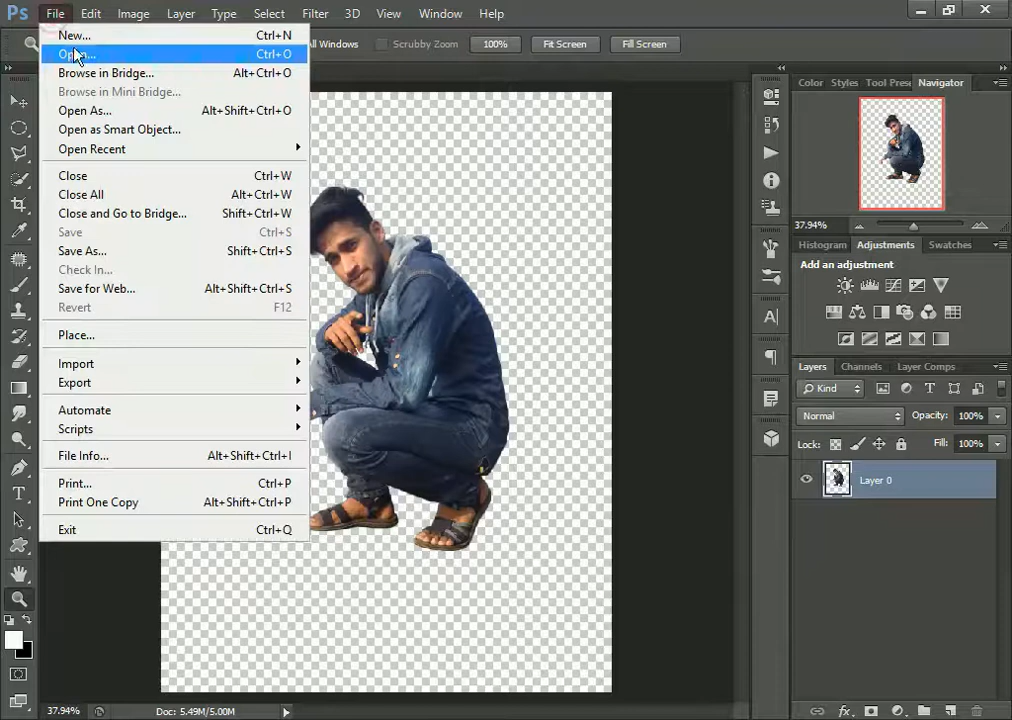 Ps File Edit Image Layer Type Select Filter 3D View Window Help
All Windows Scrubby Zoom 100% Fit Screen Fill Screen
New... Ctrl+N
Ctrl+O
Browse in Bridge... Alt+Ctrl+O
Browse in Mini Bridge...
Open As... Alt+Shift+Ctrl+O
Open as Smart Object...
Open Recent
Close Ctrl+W
Close All Alt+Ctrl+W
Close and Go to Bridge... Shift+Ctrl+W
Save Ctrl+S
Save As... Shift+Ctrl+S
Check In...
Save for Web... Alt+Shift+Ctrl+S
Revert F12
Place...
Import
Export
Automate
Scripts
File Info... Alt+Shift+Ctrl+I
Print... Ctrl+P
Print One Copy Alt+Shift+Ctrl+P
Exit Ctrl+Q
Color Styles Tool Prese Navigator
37.94%
Histogram Adjustments Swatches
Add an adjustment
Layers Channels Layer Comps
Kind
Normal Opacity: 100%
Lock: Fill: 100%
Layer 0
fx
37.94% Doc: 5.49M/5.00M